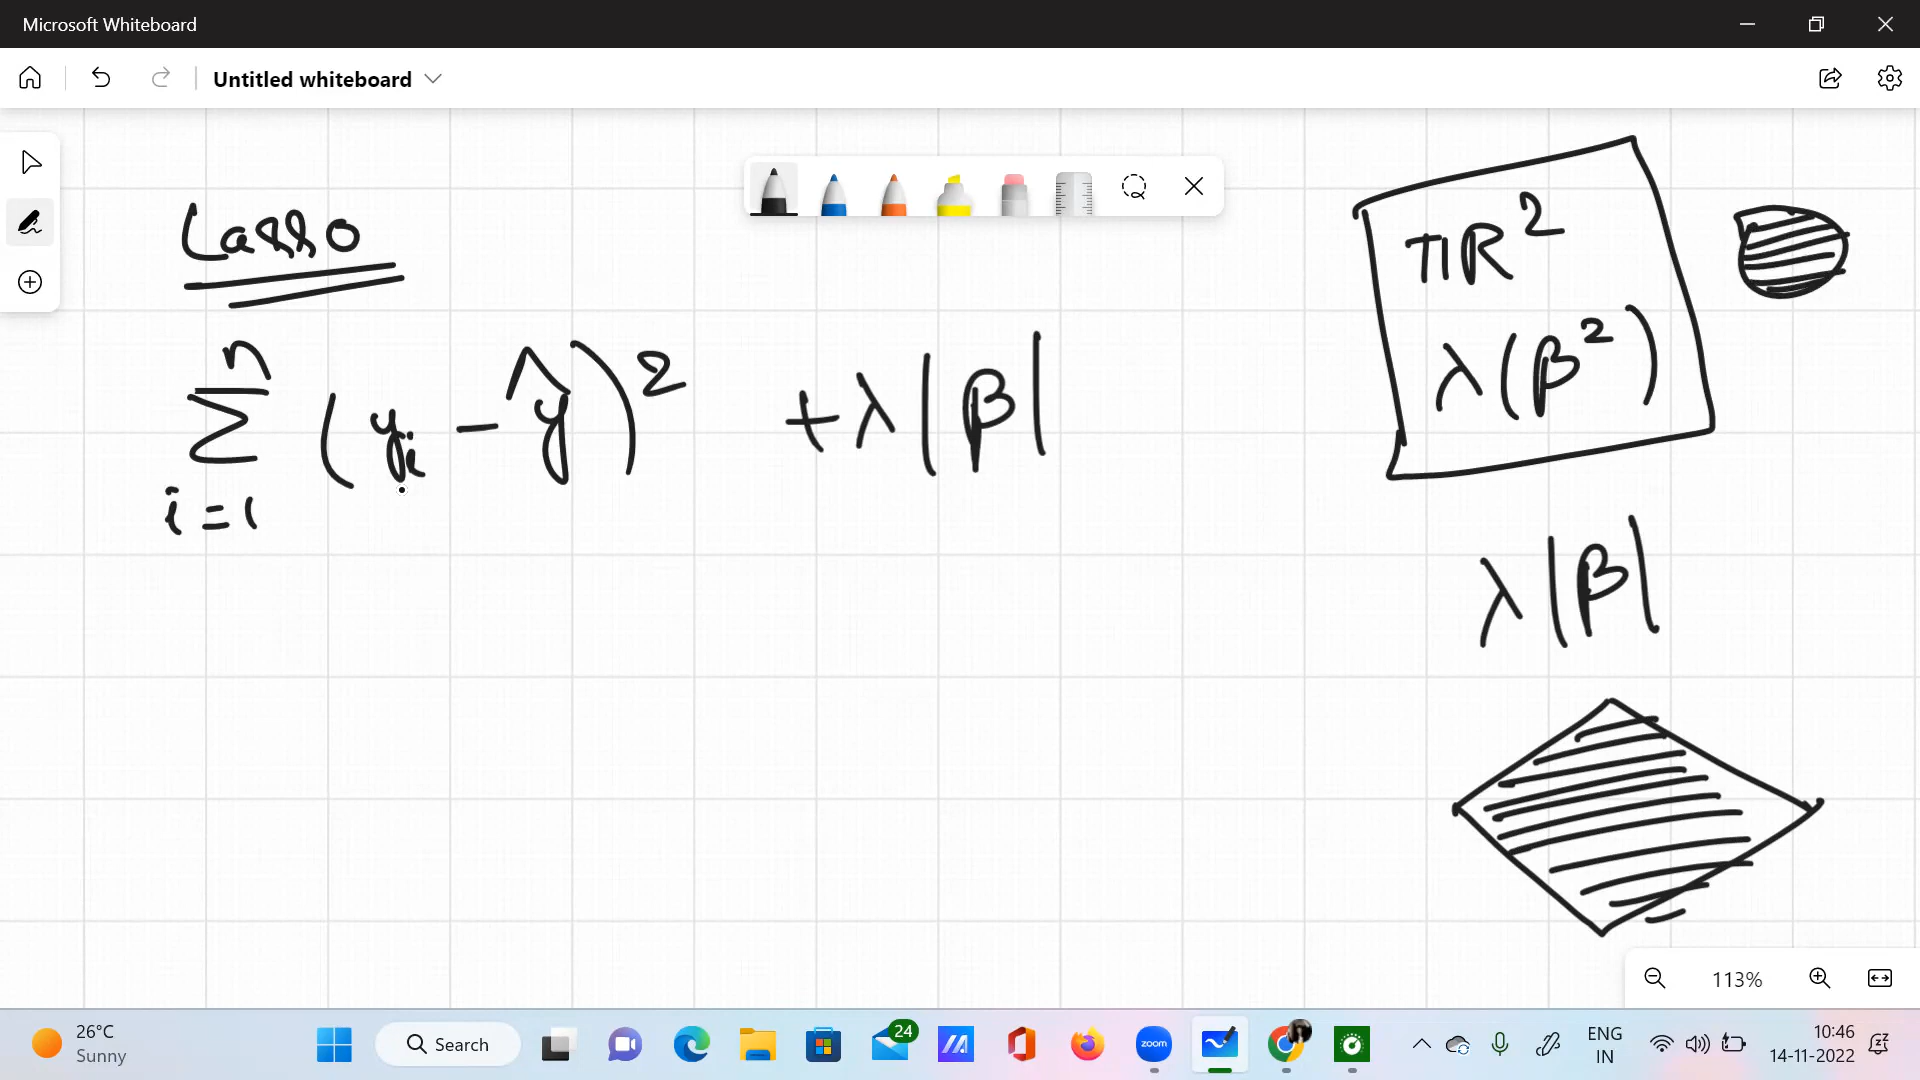 Microsoft Whiteboard
Untitled whiteboard
Lasso
n
∑ (yᵢ - ŷ)² + λ|β|
i=1
πR²
λ(β²)
λ|β|
113%
26°C
Sunny
Search
24
zoom
ENG
IN
10:46
14-11-2022